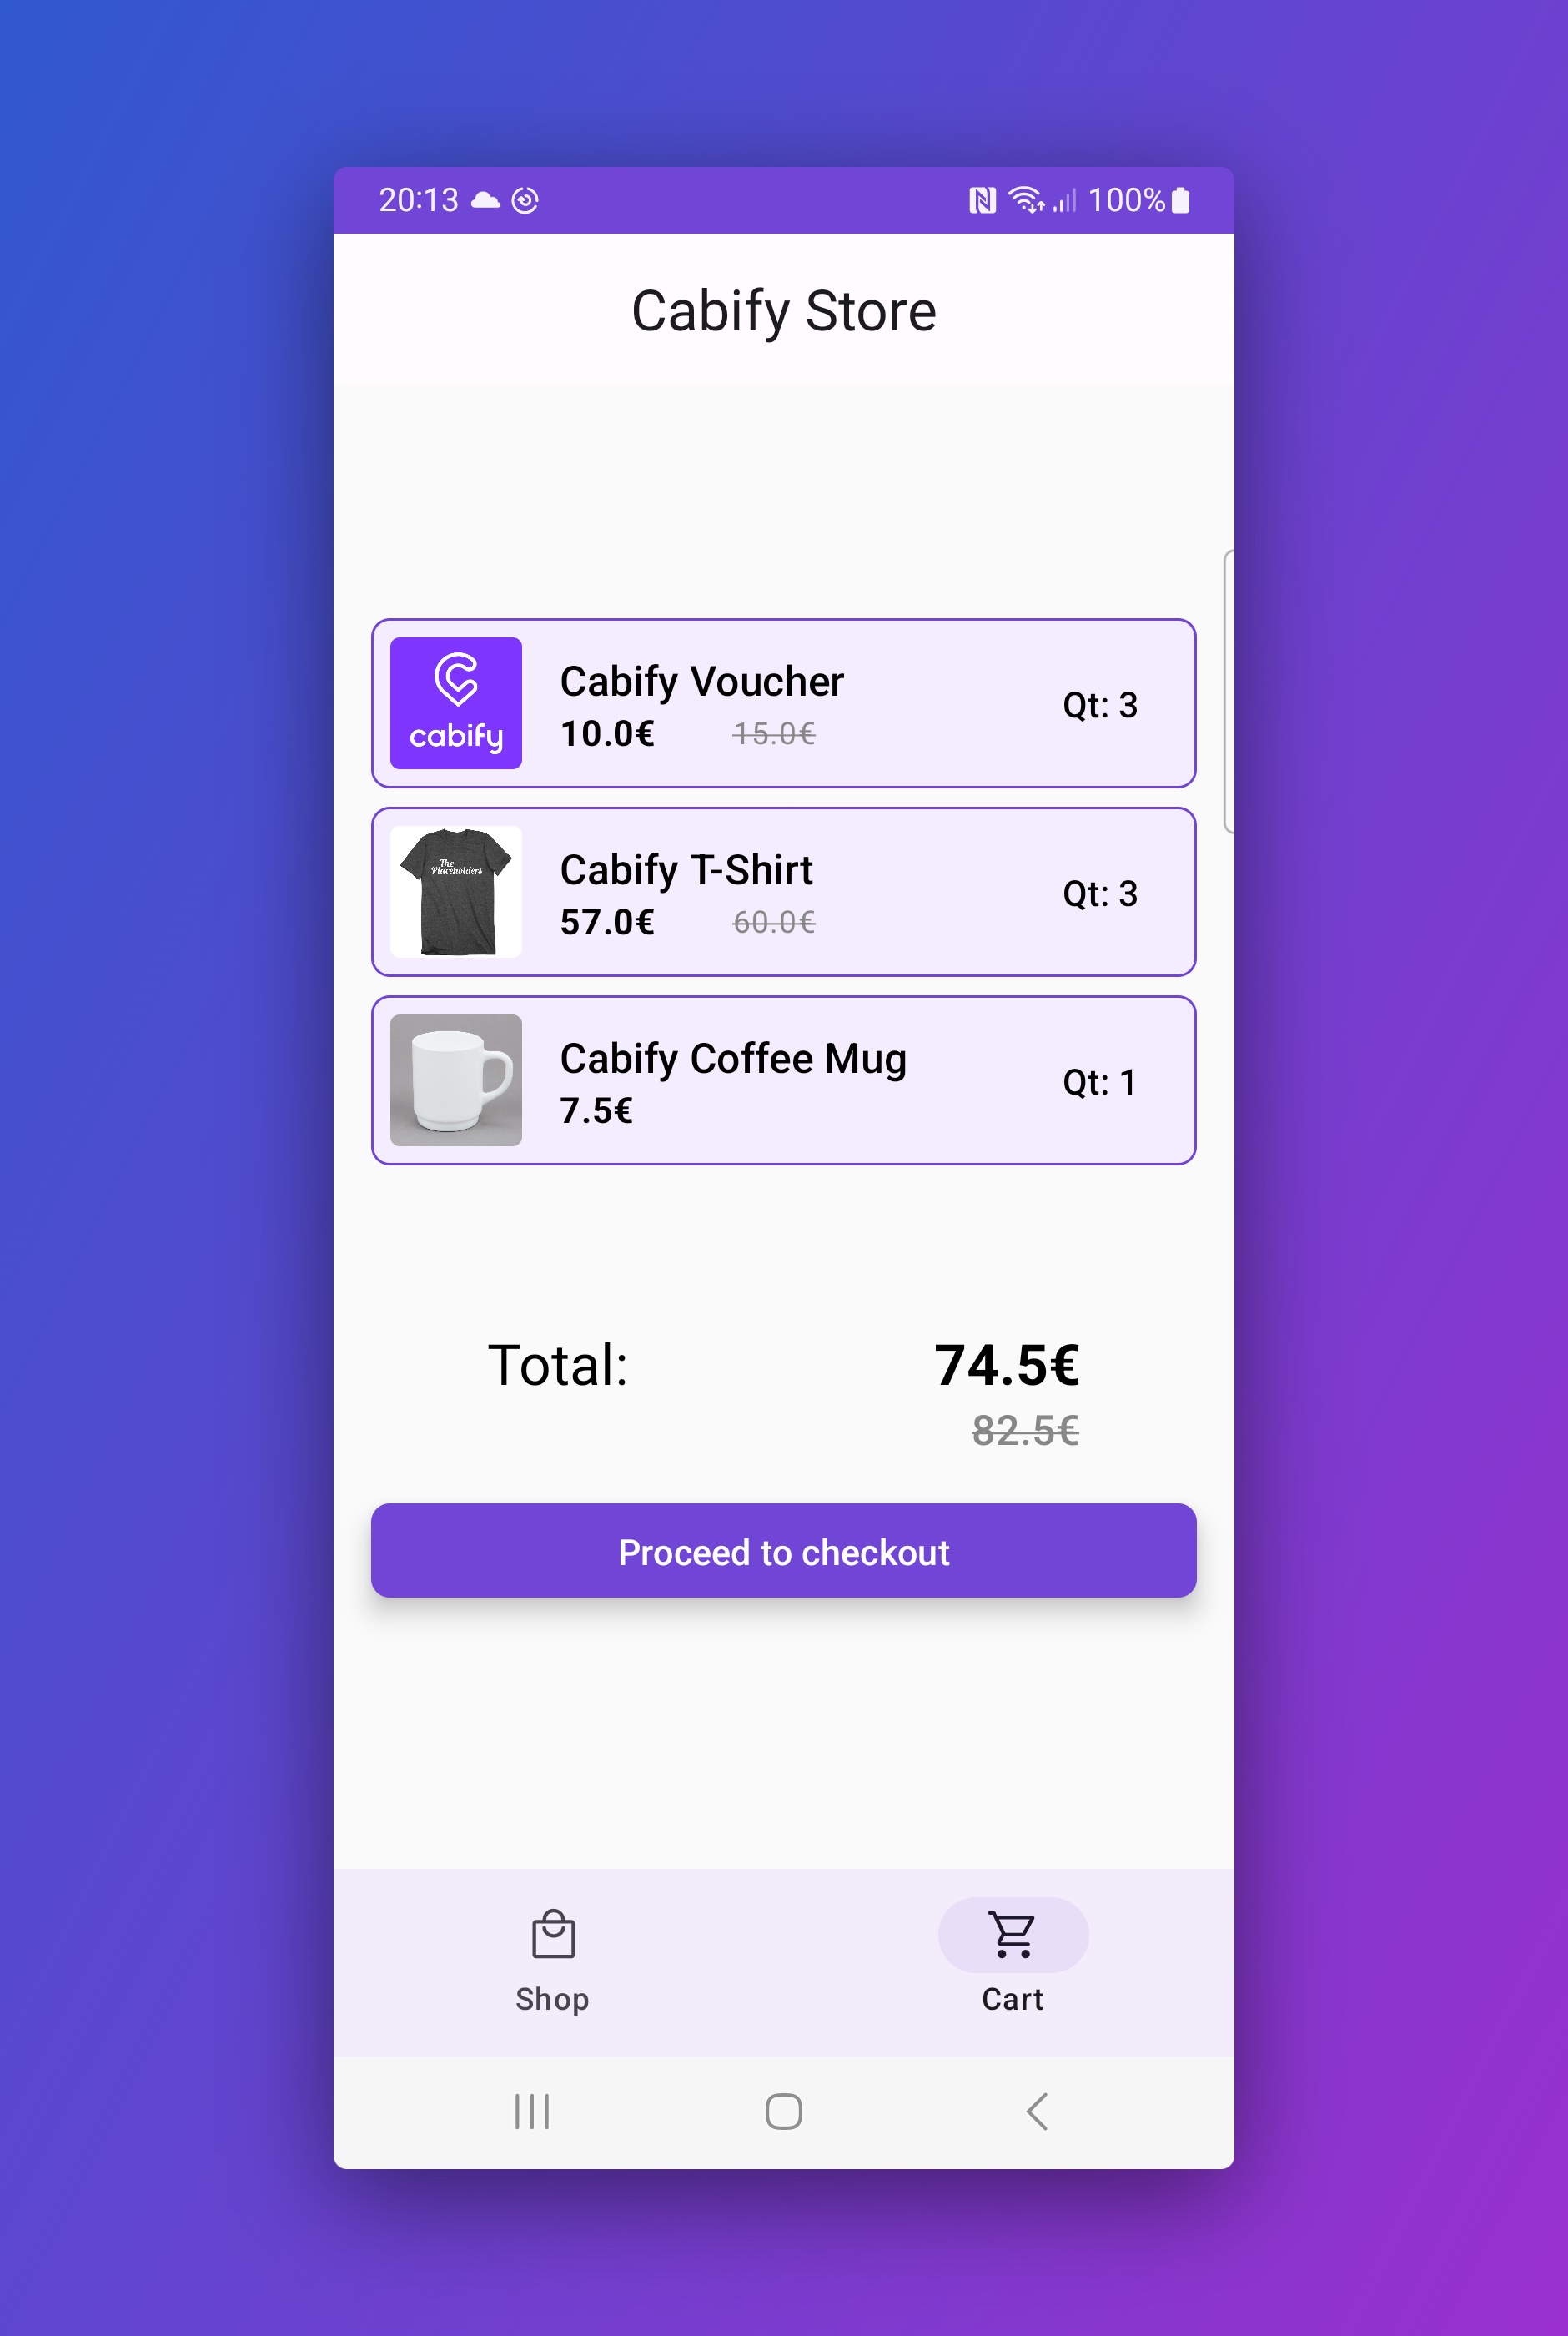 20:13 100%
Cabify Store
cabify
Cabify Voucher
10.0€ 15.0€
Qt: 3
The
Placeholders
Cabify T-Shirt
57.0€ 60.0€
Qt: 3
Cabify Coffee Mug
7.5€
Qt: 1
Total: 74.5€
82.5€
Proceed to checkout
Shop Cart